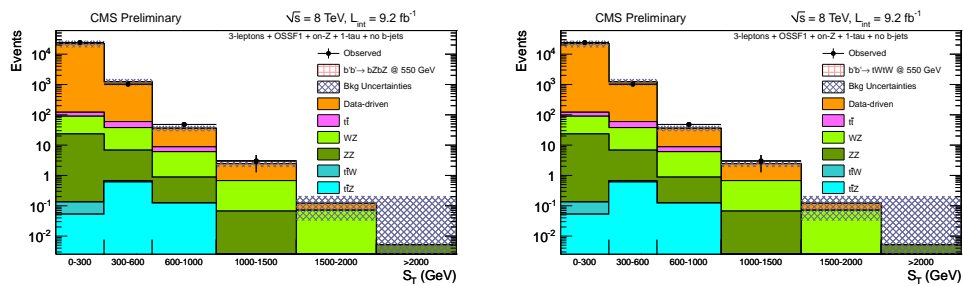 CMS Preliminary
√s = 8 TeV, L_int = 9.2 fb⁻¹
3-leptons + OSSF1 + on-Z + 1-tau + no b-jets
Events
10⁴
10³
10²
10
1
10⁻¹
10⁻²
Observed
b'b'→ bZbZ @ 550 GeV
Bkg Uncertainties
Data-driven
tt̄
WZ
ZZ
tt̄W
tt̄Z
0-300 300-600 600-1000 1000-1500 1500-2000 >2000
S_T (GeV)
CMS Preliminary
√s = 8 TeV, L_int = 9.2 fb⁻¹
3-leptons + OSSF1 + on-Z + 1-tau + no b-jets
Events
10⁴
10³
10²
10
1
10⁻¹
10⁻²
Observed
b'b'→ tWtW @ 550 GeV
Bkg Uncertainties
Data-driven
tt̄
WZ
ZZ
tt̄W
tt̄Z
0-300 300-600 600-1000 1000-1500 1500-2000 >2000
S_T (GeV)